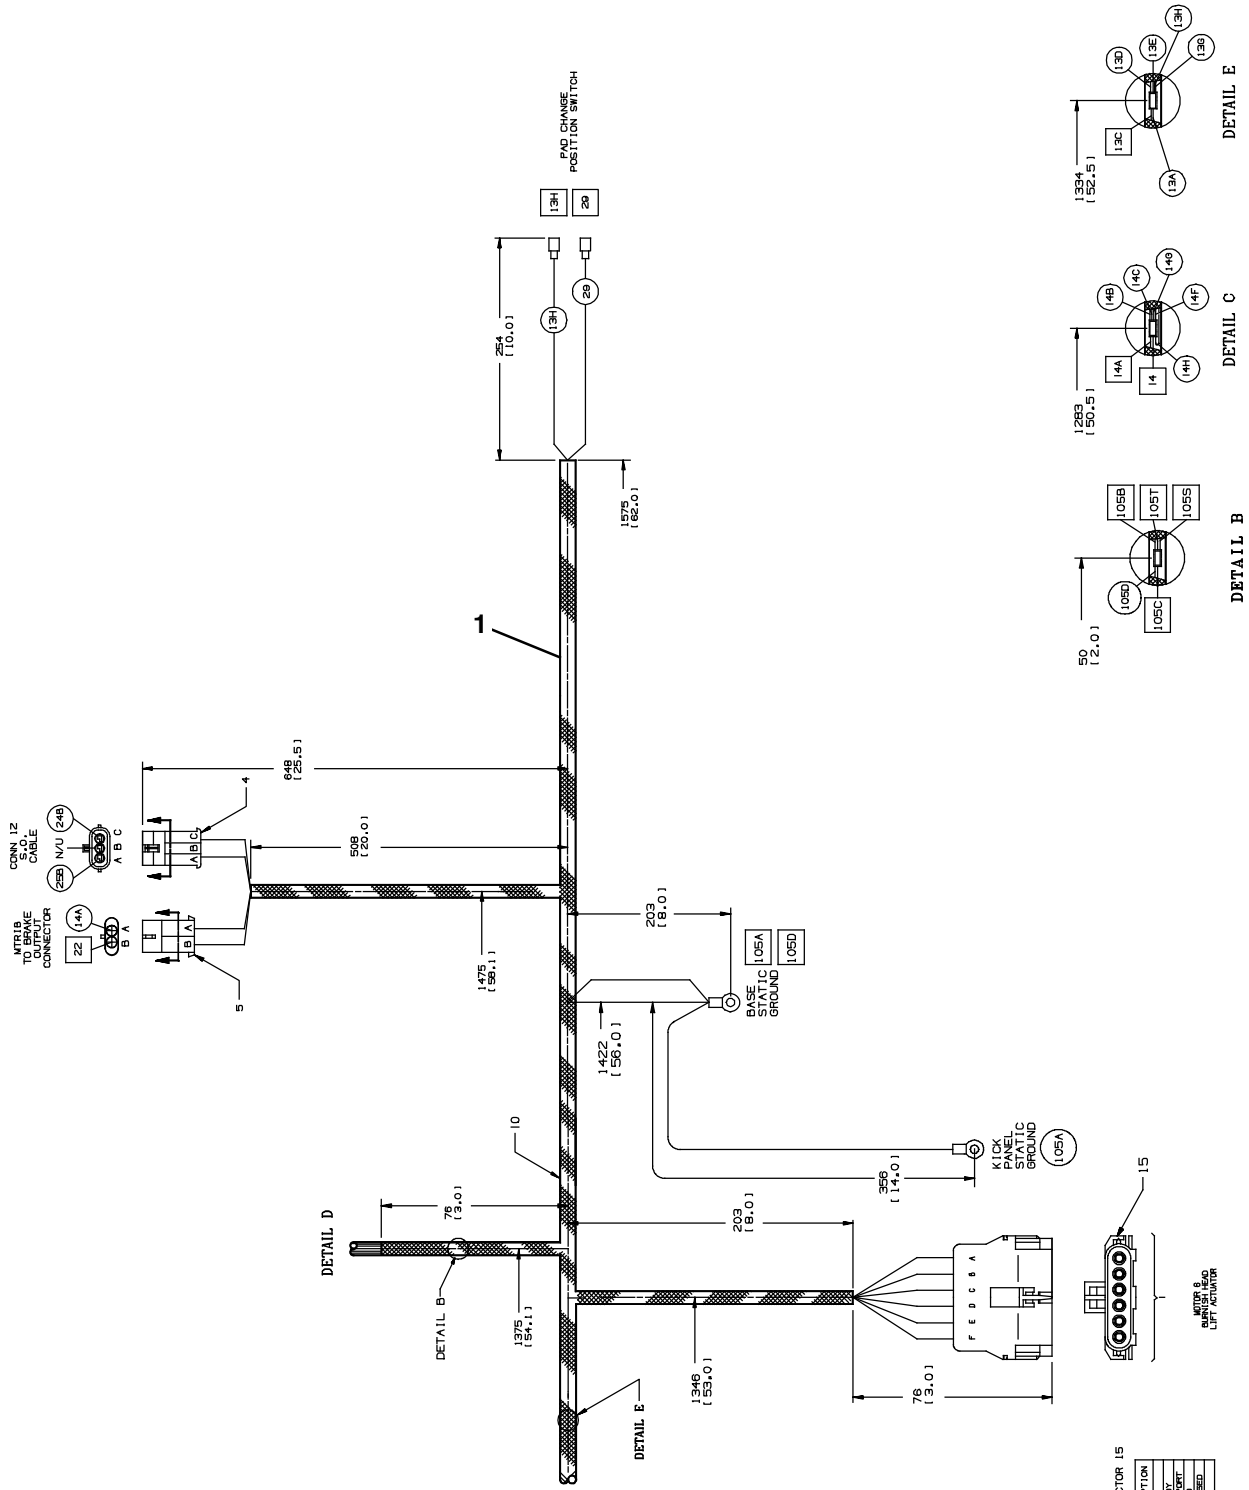 CONN 12
S.O.
CABLE
25B
N/U
24B
A B C
A B C
4
MTRIB
TO BRAKE
OUTPUT
CONNECTOR
22
14A
B A
B A
5
648
[25.5]
508
[20.0]
1475
[58.1]
1
254
[10.0]
13H
29
13H
29
PAD CHANGE
POSITION SWITCH
1575
[62.0]
203
[8.0]
BASE
STATIC
GROUND
105A
105D
1422
[56.0]
10
356
[14.0]
KICK
PANEL
STATIC
GROUND
105A
DETAIL D
76
[3.0]
DETAIL B
1375
[54.1]
203
[8.0]
1346
[53.0]
DETAIL E
F E D C B A
76
[3.0]
15
1
MOTOR 8
BURNISH HEAD
LIFT ACTUATOR
1334
[52.5]
13C
13D
13E
13H
13G
13A
DETAIL E
1283
[50.5]
14A
14
14B
14C
14G
14F
14H
DETAIL C
50
[2.0]
105D
105C
105B
105T
105S
DETAIL B
CTOR 15
PTION